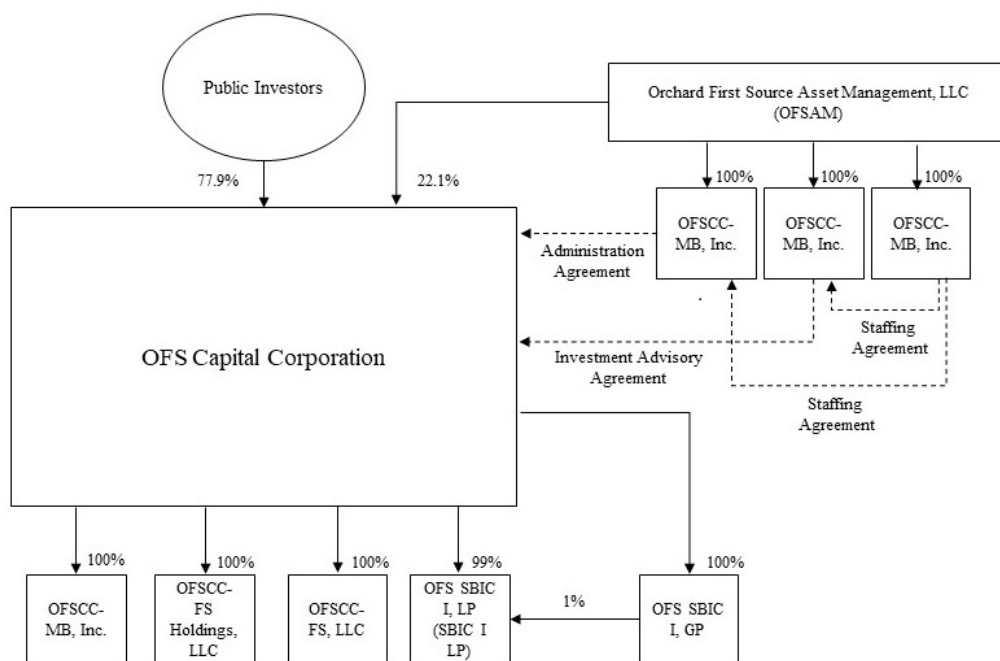 Public Investors
Orchard First Source Asset Management, LLC
(OFSAM)
77.9%
22.1%
100%
100%
100%
OFSCC-
MB, Inc.
OFSCC-
MB, Inc.
OFSCC-
MB, Inc.
Administration
Agreement
OFS Capital Corporation
Investment Advisory
Agreement
Staffing
Agreement
Staffing
Agreement
100%
100%
100%
99%
100%
OFSCC-
MB, Inc.
OFSCC-
FS
Holdings,
LLC
OFSCC-
FS, LLC
OFS SBIC
I, LP
(SBIC I
LP)
1%
OFS SBIC
I, GP